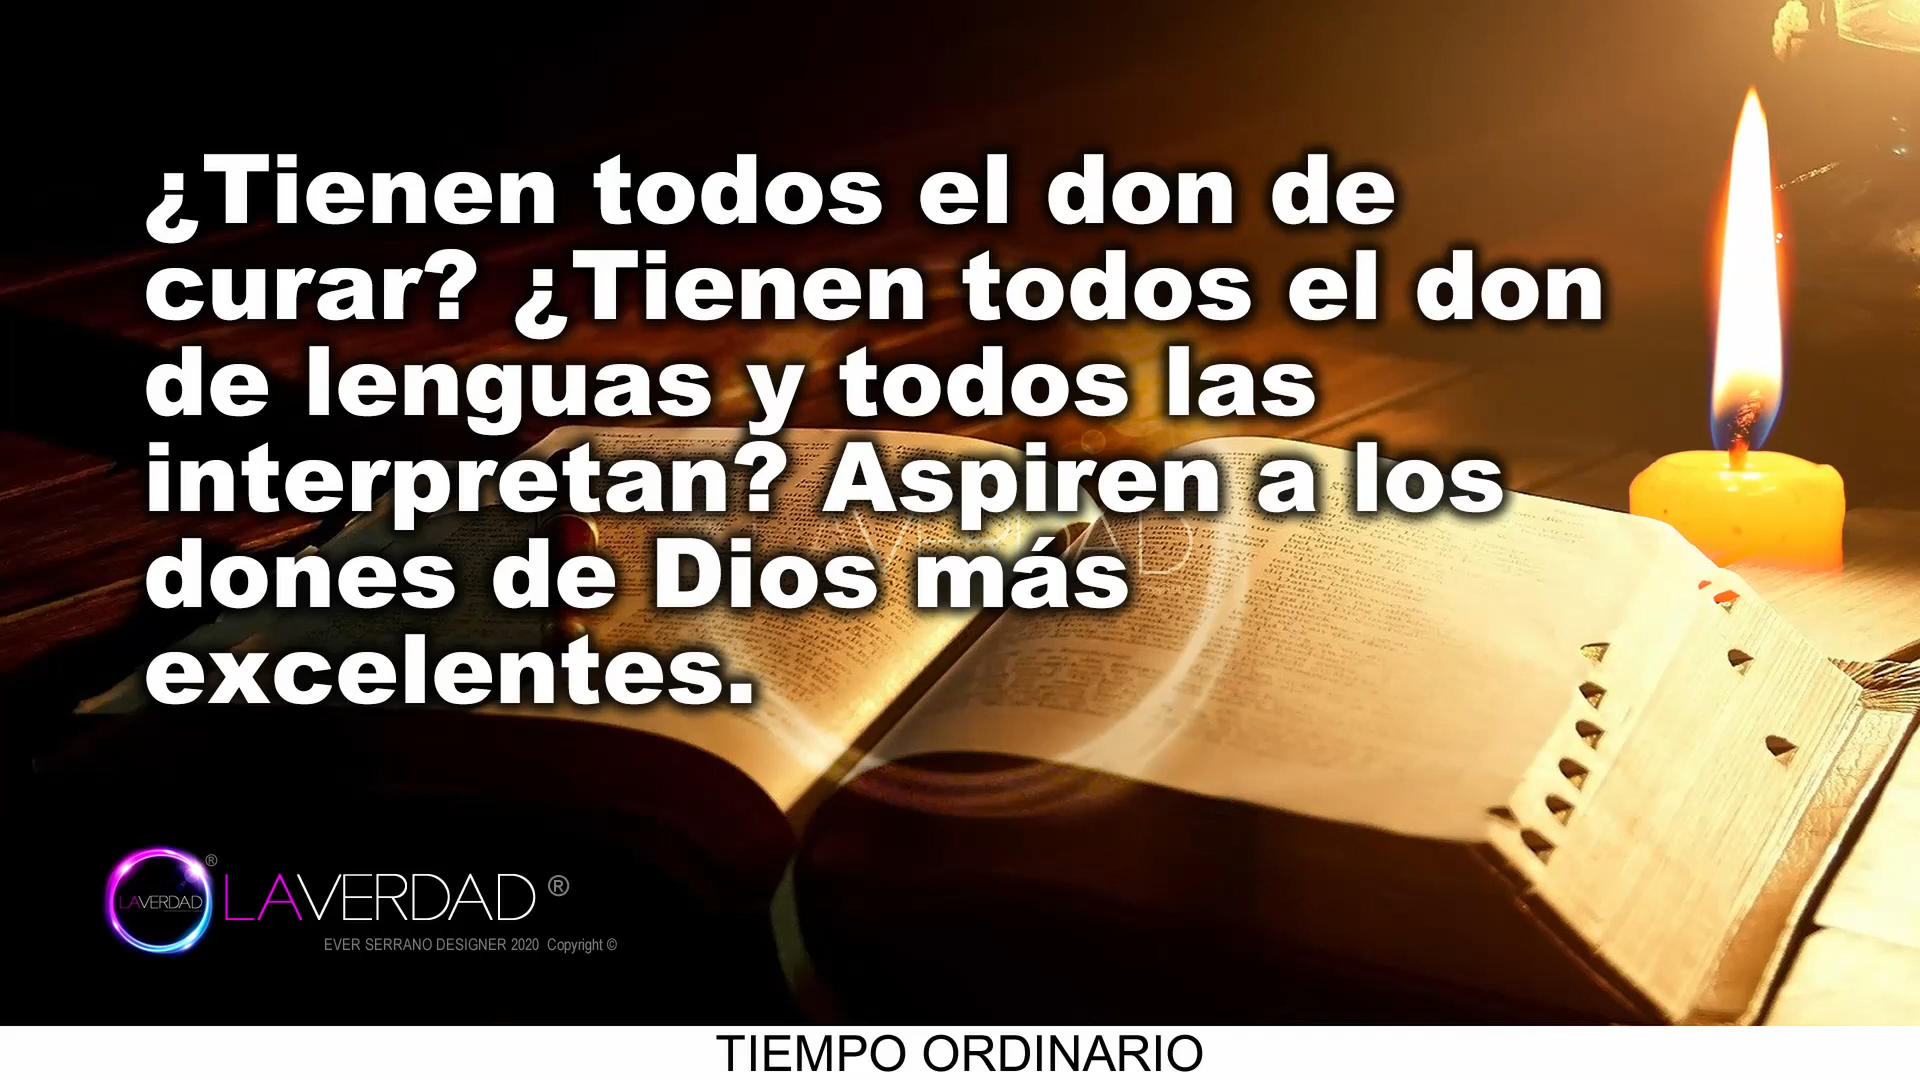 ¿Tienen todos el don de
curar? ¿Tienen todos el don
de lenguas y todos las
interpretan? Aspiren a los
dones de Dios más
excelentes.
LAVERDAD ®
LAVERDAD ®
EVER SERRANO DESIGNER 2020 Copyright ©
TIEMPO ORDINARIO